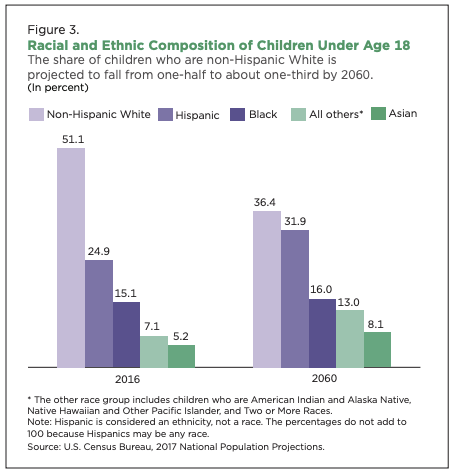 Figure 3.
Racial and Ethnic Composition of Children Under Age 18
The share of children who are non-Hispanic White is
projected to fall from one-half to about one-third by 2060.
(In percent)
Non-Hispanic White Hispanic Black All others* Asian
51.1
24.9
15.1
7.1
5.2
36.4
31.9
16.0
13.0
8.1
2016 2060
* The other race group includes children who are American Indian and Alaska Native,
Native Hawaiian and Other Pacific Islander, and Two or More Races.
Note: Hispanic is considered an ethnicity, not a race. The percentages do not add to
100 because Hispanics may be any race.
Source: U.S. Census Bureau, 2017 National Population Projections.